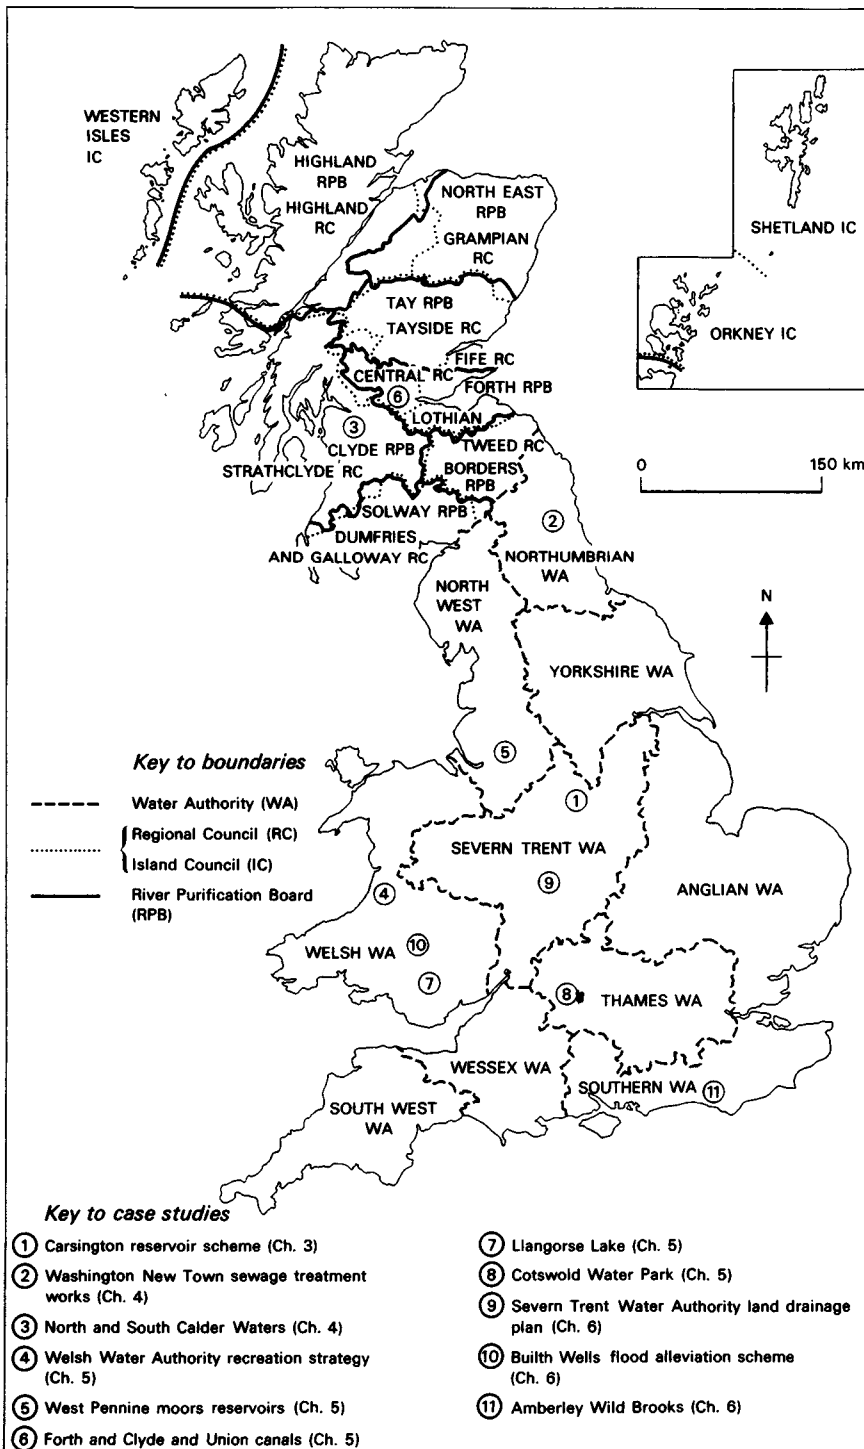 WESTERN
ISLES
IC
HIGHLAND
RPB
HIGHLAND
RC
NORTH EAST
RPB
GRAMPIAN
RC
SHETLAND IC
ORKNEY IC
TAY RPB
TAYSIDE RC
FIFE RC
CENTRAL RC
FORTH RPB
6
LOTHIAN
3
CLYDE RPB
TWEED RC
STRATHCLYDE RC
BORDERS
RPB
0 150 km
SOLWAY RPB
2
DUMFRIES
AND GALLOWAY RC
NORTHUMBRIAN
WA
NORTH
WEST
WA
N
YORKSHIRE WA
5
Key to boundaries
Water Authority (WA)
Regional Council (RC)
Island Council (IC)
River Purification Board
(RPB)
1
SEVERN TRENT WA
9
ANGLIAN WA
4
WELSH WA
10
7
8
THAMES WA
WESSEX WA
SOUTHERN WA
11
SOUTH WEST
WA
Key to case studies
1 Carsington reservoir scheme (Ch. 3)
2 Washington New Town sewage treatment
works (Ch. 4)
3 North and South Calder Waters (Ch. 4)
4 Welsh Water Authority recreation strategy
(Ch. 5)
5 West Pennine moors reservoirs (Ch. 5)
6 Forth and Clyde and Union canals (Ch. 5)
7 Llangorse Lake (Ch. 5)
8 Cotswold Water Park (Ch. 5)
9 Severn Trent Water Authority land drainage
plan (Ch. 6)
10 Builth Wells flood alleviation scheme
(Ch. 6)
11 Amberley Wild Brooks (Ch. 6)